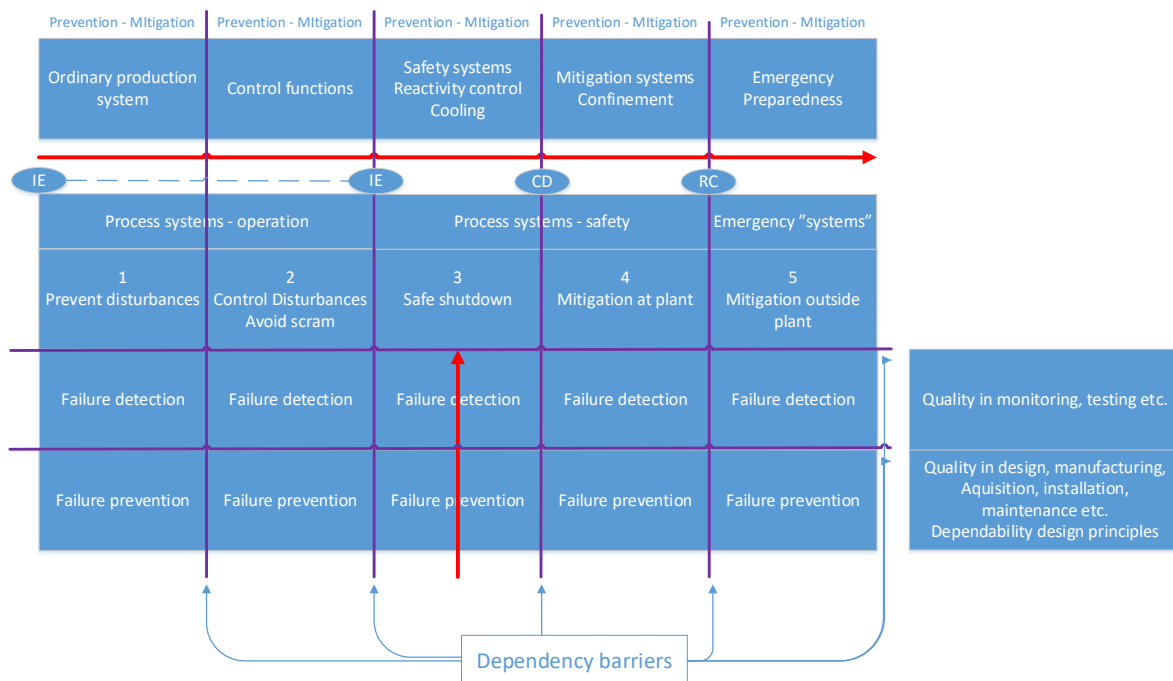 Prevention - MItigation
Prevention - MItigation
Prevention - MItigation
Prevention - MItigation
Prevention - MItigation
Ordinary production
system
Control functions
Safety systems
Reactivity control
Cooling
Mitigation systems
Confinement
Emergency
Preparedness
IE
IE
CD
RC
Process systems - operation
Process systems - safety
Emergency ”systems”
1
Prevent disturbances
2
Control Disturbances
Avoid scram
3
Safe shutdown
4
Mitigation at plant
5
Mitigation outside
plant
Failure detection
Failure detection
Failure detection
Failure detection
Failure detection
Quality in monitoring, testing etc.
Failure prevention
Failure prevention
Failure prevention
Failure prevention
Failure prevention
Quality in design, manufacturing,
Aquisition, installation,
maintenance etc.
Dependability design principles
Dependency barriers